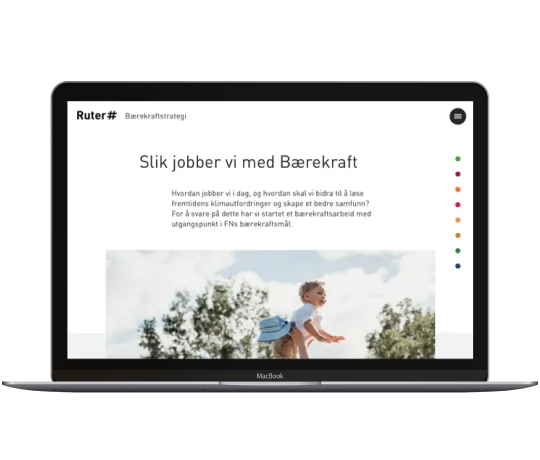 Ruter# Bærekraftstrategi
Slik jobber vi med Bærekraft
Hvordan jobber vi i dag, og hvordan skal vi bidra til å løse
fremtidens klimautfordringer og skape et bedre samfunn?
For å svare på dette har vi startet et bærekraftsarbeid med
utgangspunkt i FNs bærekraftsmål.
MacBook